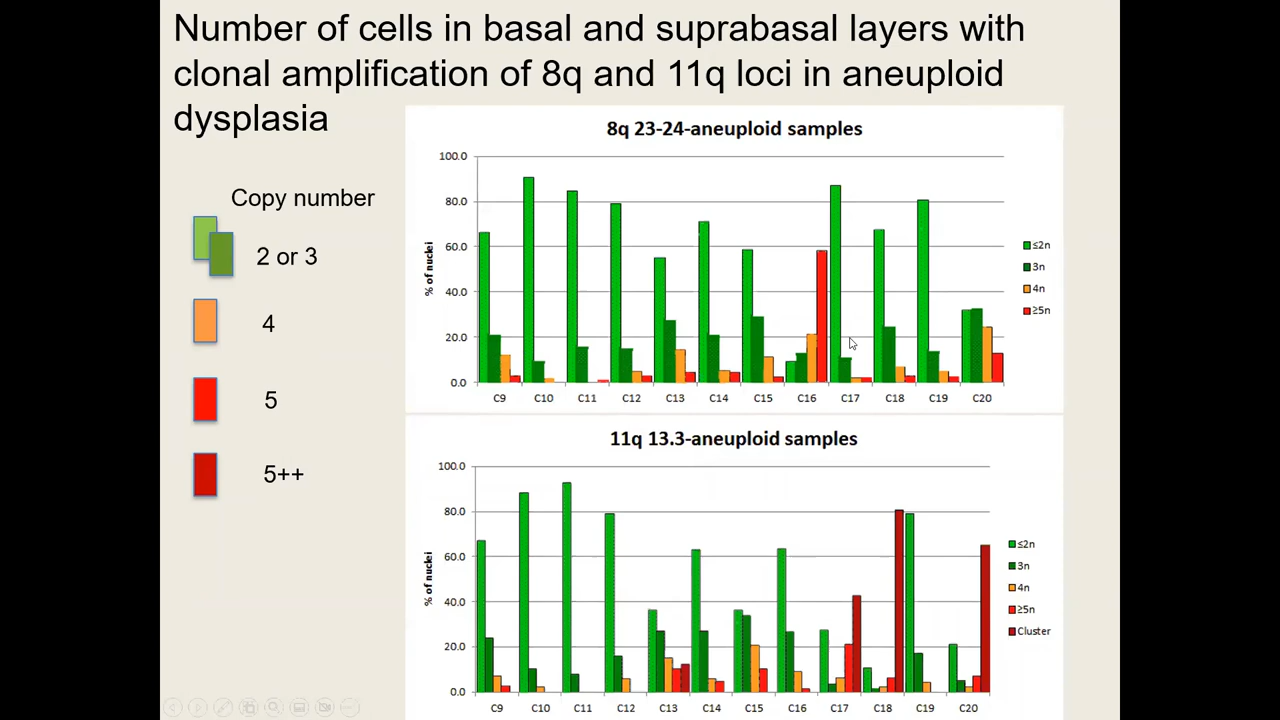 Number of cells in basal and suprabasal layers with
clonal amplification of 8q and 11q loci in aneuploid
dysplasia
Copy number
2 or 3
4
5
5++
8q 23-24-aneuploid samples
% of nuclei
100.0
80.0
60.0
40.0
20.0
0.0
C9 C10 C11 C12 C13 C14 C15 C16 C17 C18 C19 C20
≤2n
3n
4n
≥5n
11q 13.3-aneuploid samples
% of nuclei
100.0
80.0
60.0
40.0
20.0
0.0
C9 C10 C11 C12 C13 C14 C15 C16 C17 C18 C19 C20
≤2n
3n
4n
≥5n
Cluster